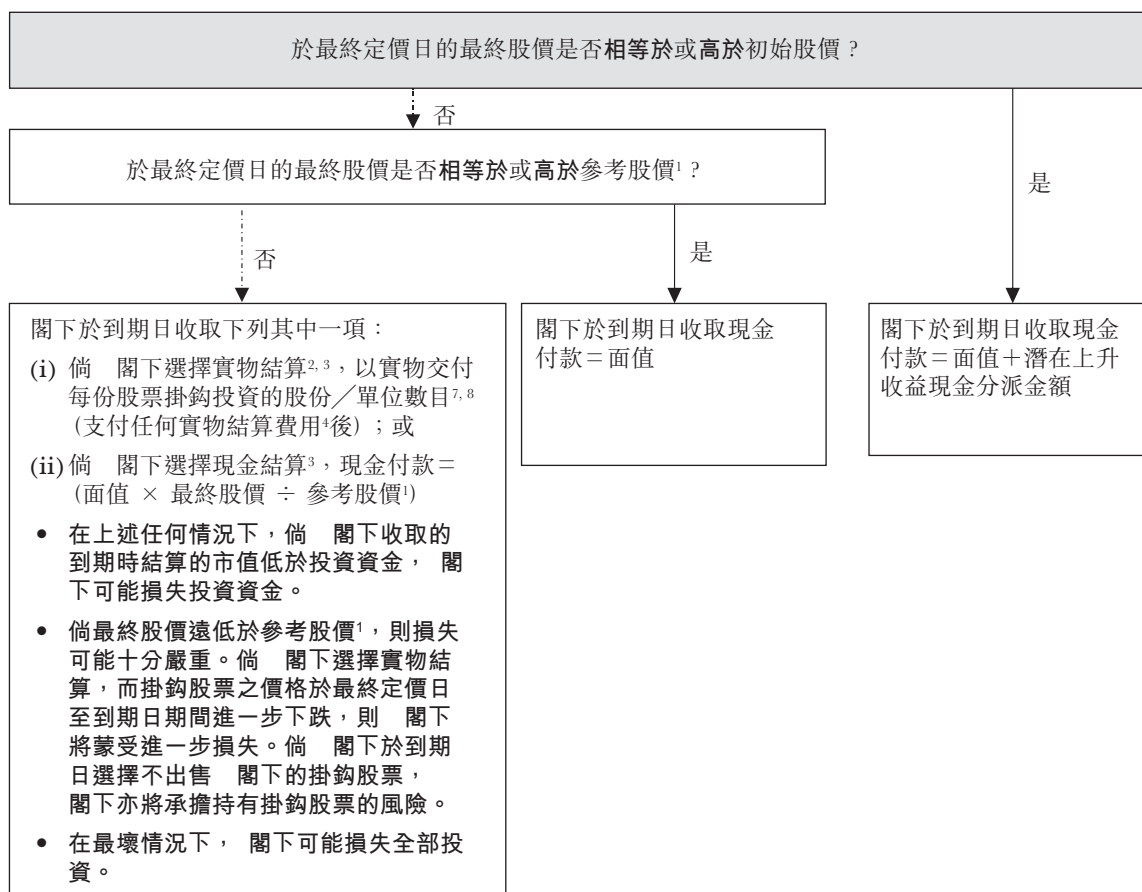 於最終定價日的最終股價是否相等於或高於初始股價？
否
於最終定價日的最終股價是否相等於或高於參考股價¹？
是
否
是
閣下於到期日收取下列其中一項：
(i) 倘　閣下選擇實物結算²˒ ³，以實物交付
每份股票掛鈎投資的股份╱單位數目⁷˒ ⁸
（支付任何實物結算費用⁴後）；或
(ii) 倘　閣下選擇現金結算³，現金付款＝
（面值 × 最終股價 ÷ 參考股價¹）
• 在上述任何情況下，倘　閣下收取的
到期時結算的市值低於投資資金，　閣
下可能損失投資資金。
• 倘最終股價遠低於參考股價¹，則損失
可能十分嚴重。倘　閣下選擇實物結
算，而掛鈎股票之價格於最終定價日
至到期日期間進一步下跌，則　閣下
將蒙受進一步損失。倘　閣下於到期
日選擇不出售　閣下的掛鈎股票，
閣下亦將承擔持有掛鈎股票的風險。
• 在最壞情況下，　閣下可能損失全部投
資。
閣下於到期日收取現金
付款＝面值
閣下於到期日收取現金
付款＝面值＋潛在上升
收益現金分派金額